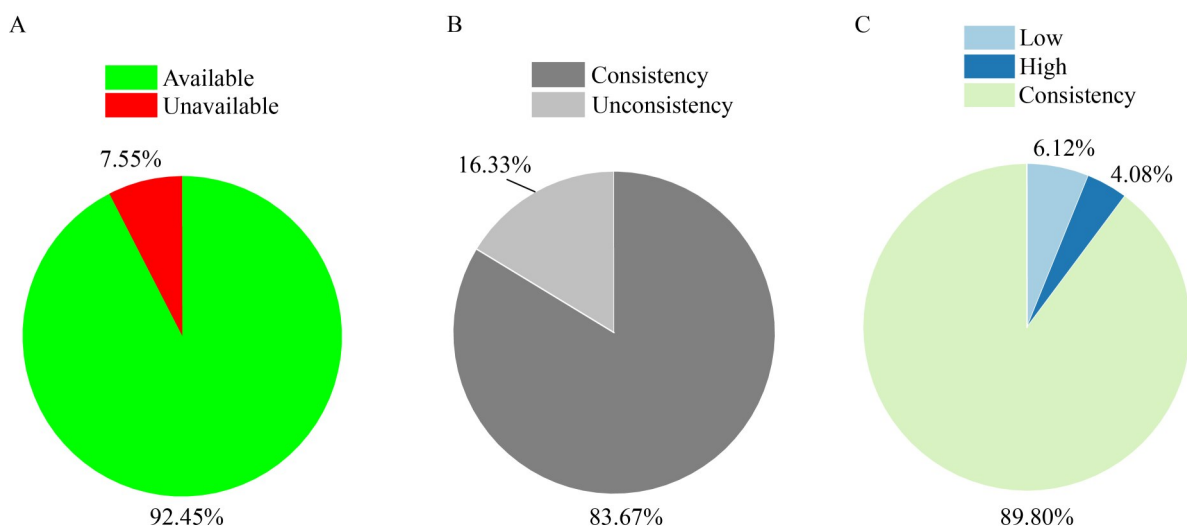 A
Available
Unavailable
7.55%
92.45%
B
Consistency
Unconsistency
16.33%
83.67%
C
Low
High
Consistency
6.12%
4.08%
89.80%